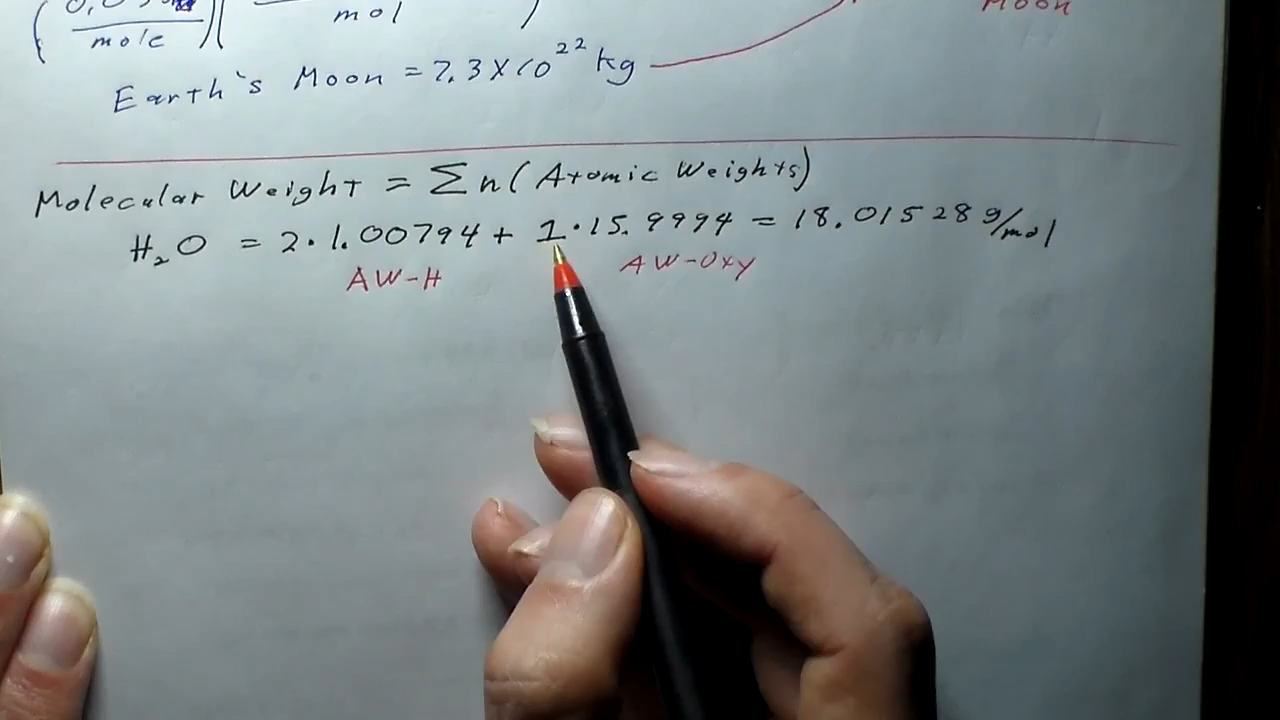 mol
mole
Moon
Earth's Moon = 7.3 X 10²² kg
Molecular Weight = Σn(Atomic Weights)
H₂O = 2·1.00794 + 1·15.9994 = 18.01528 g/mol
AW-H
AW-Oxy